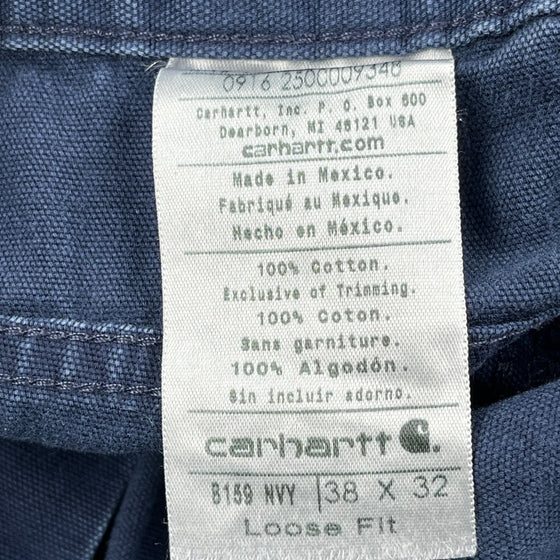 0916 2500009346
Carhartt, Inc. P. O. Box 600
Dearborn, MI 48121 USA
carhartt.com
Made in Mexico.
Fabriqué au Mexique.
Hecho en México.
100% Cotton.
Exclusive of Trimming.
100% Coton.
Sans garniture.
100% Algodón.
Sin incluir adorno.
carhartt
B159 NVY 38 X 32
Loose Fit